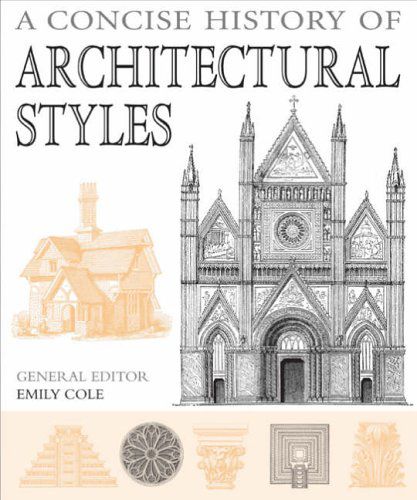 A CONCISE HISTORY OF
ARCHITECTURAL
STYLES
GENERAL EDITOR
EMILY COLE